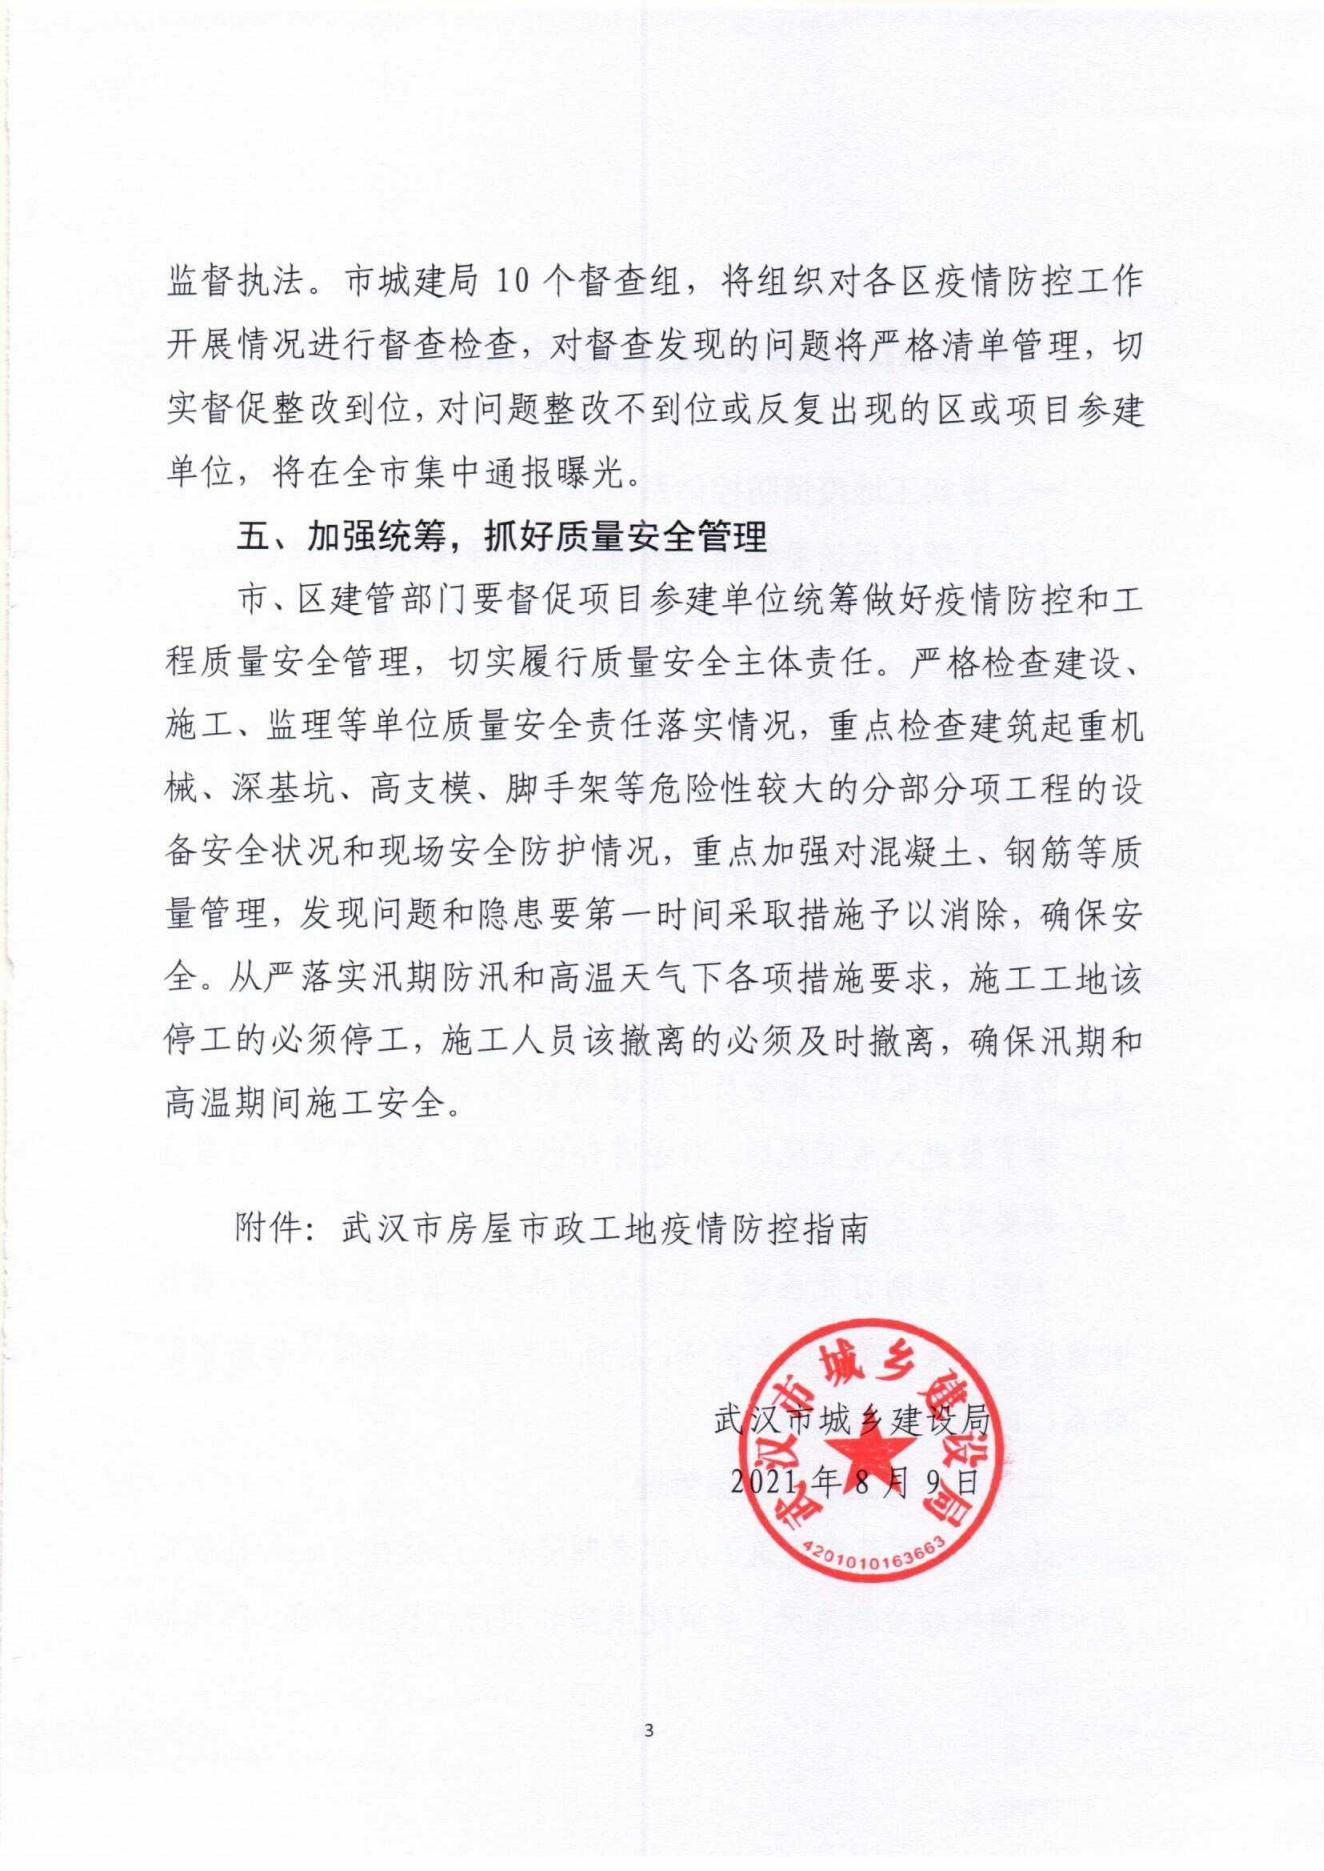 监督执法。市城建局 10 个督查组，将组织对各区疫情防控工作
开展情况进行督查检查，对督查发现的问题将严格清单管理，切
实督促整改到位，对问题整改不到位或反复出现的区或项目参建
单位，将在全市集中通报曝光。
五、加强统筹，抓好质量安全管理
市、区建管部门要督促项目参建单位统筹做好疫情防控和工
程质量安全管理，切实履行质量安全主体责任。严格检查建设、
施工、监理等单位质量安全责任落实情况，重点检查建筑起重机
械、深基坑、高支模、脚手架等危险性较大的分部分项工程的设
备安全状况和现场安全防护情况，重点加强对混凝土、钢筋等质
量管理，发现问题和隐患要第一时间采取措施予以消除，确保安
全。从严落实汛期防汛和高温天气下各项措施要求，施工工地该
停工的必须停工，施工人员该撤离的必须及时撤离，确保汛期和
高温期间施工安全。
附件：武汉市房屋市政工地疫情防控指南
武汉市城乡建设局
2021 年 8 月 9 日
武汉市城乡建设局
4201010163663
3